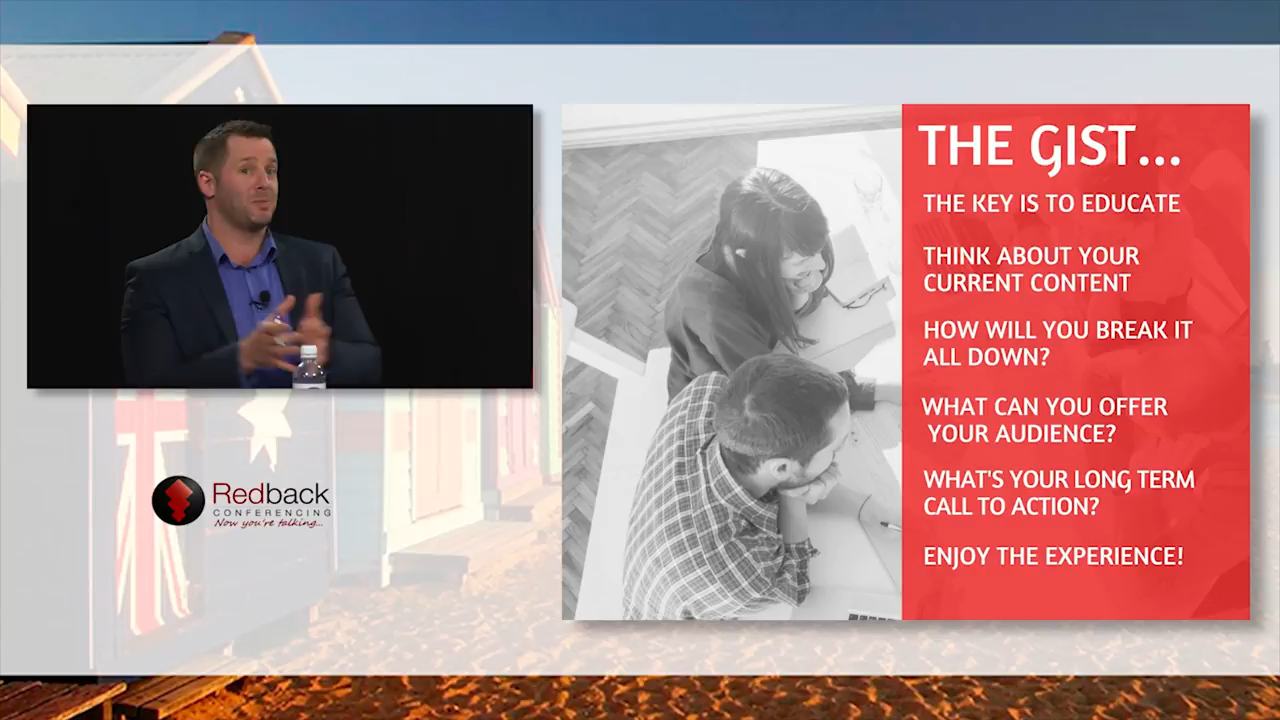 Redback
CONFERENCING
Now you're talking...
THE GIST...
THE KEY IS TO EDUCATE
THINK ABOUT YOUR
CURRENT CONTENT
HOW WILL YOU BREAK IT
ALL DOWN?
WHAT CAN YOU OFFER
YOUR AUDIENCE?
WHAT'S YOUR LONG TERM
CALL TO ACTION?
ENJOY THE EXPERIENCE!